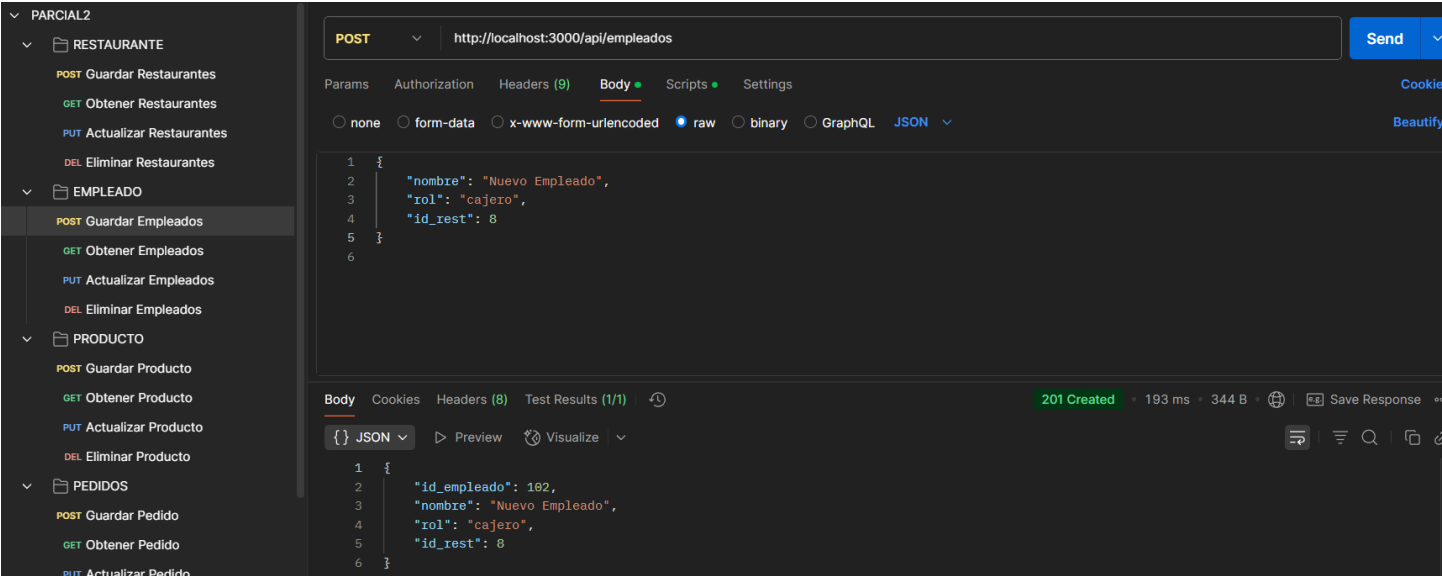 PARCIAL2
RESTAURANTE
POST Guardar Restaurantes
GET Obtener Restaurantes
PUT Actualizar Restaurantes
DEL Eliminar Restaurantes
EMPLEADO
POST Guardar Empleados
GET Obtener Empleados
PUT Actualizar Empleados
DEL Eliminar Empleados
PRODUCTO
POST Guardar Producto
GET Obtener Producto
PUT Actualizar Producto
DEL Eliminar Producto
PEDIDOS
POST Guardar Pedido
GET Obtener Pedido
PUT Actualizar Pedido
POST http://localhost:3000/api/empleados Send
Params Authorization Headers (9) Body Scripts Settings Cookie
none form-data x-www-form-urlencoded raw binary GraphQL JSON Beautify
1 {
2 "nombre": "Nuevo Empleado",
3 "rol": "cajero",
4 "id_rest": 8
5 }
6
Body Cookies Headers (8) Test Results (1/1) 201 Created 193 ms 344 B e.g. Save Response
{} JSON Preview Visualize
1 {
2 "id_empleado": 102,
3 "nombre": "Nuevo Empleado",
4 "rol": "cajero",
5 "id_rest": 8
6 }